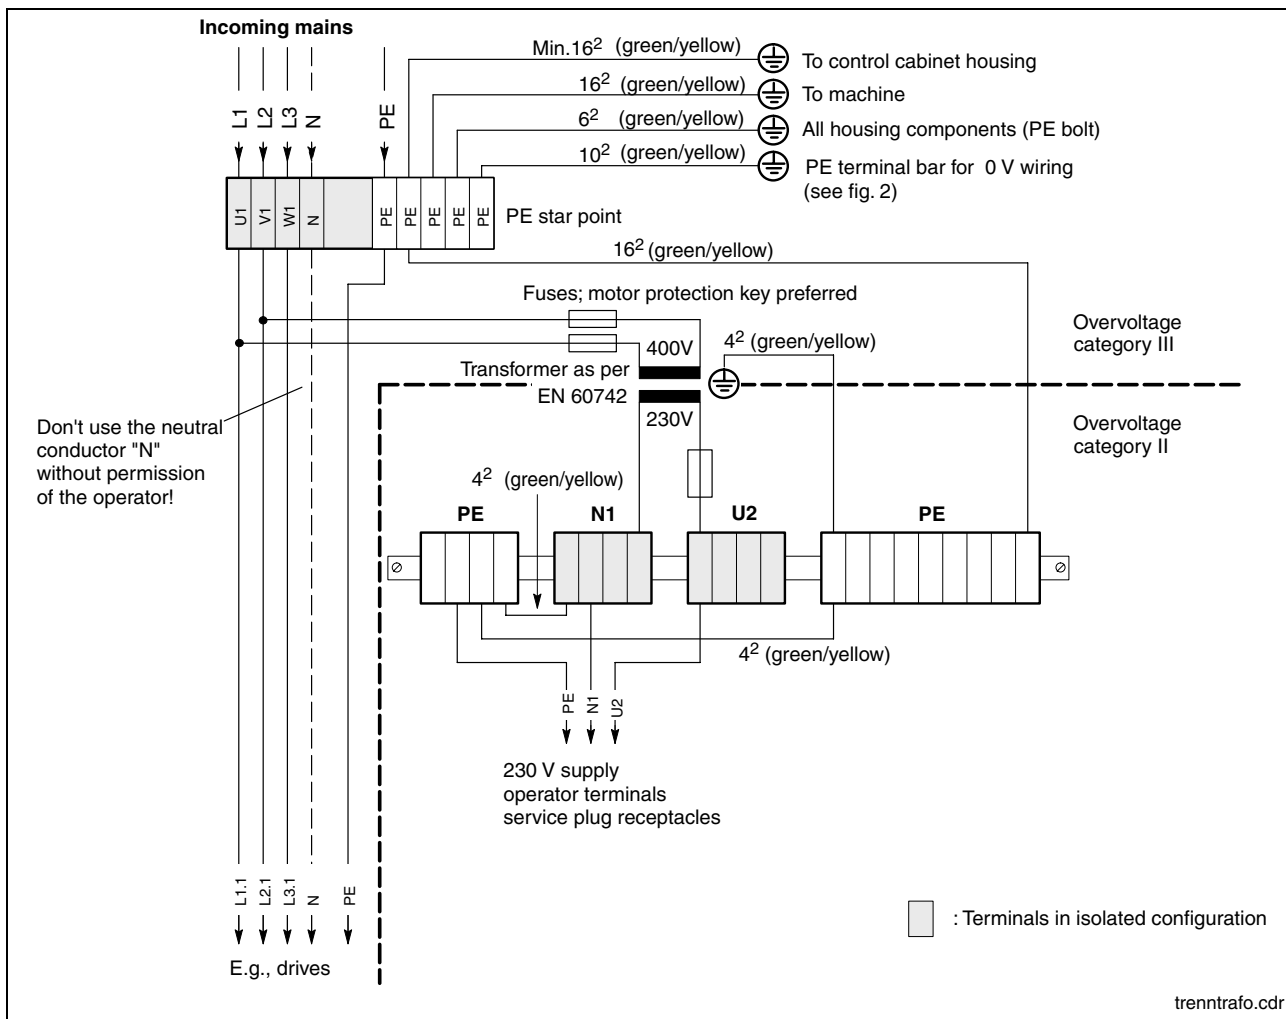 Incoming mains
Min.16² (green/yellow)
To control cabinet housing
16² (green/yellow)
To machine
6² (green/yellow)
All housing components (PE bolt)
10² (green/yellow)
PE terminal bar for 0 V wiring
(see fig. 2)
L1 L2 L3 N PE
U1 V1 W1 N PE PE PE PE PE
PE star point
16² (green/yellow)
Fuses; motor protection key preferred
400V
4² (green/yellow)
Overvoltage
category III
Transformer as per
EN 60742
230V
Overvoltage
category II
Don't use the neutral
conductor "N"
without permission
of the operator!
4² (green/yellow)
PE N1 U2 PE
4² (green/yellow)
PE N1 U2
230 V supply
operator terminals
service plug receptacles
L1.1 L2.1 L3.1 N PE
E.g., drives
: Terminals in isolated configuration
trenntrafo.cdr